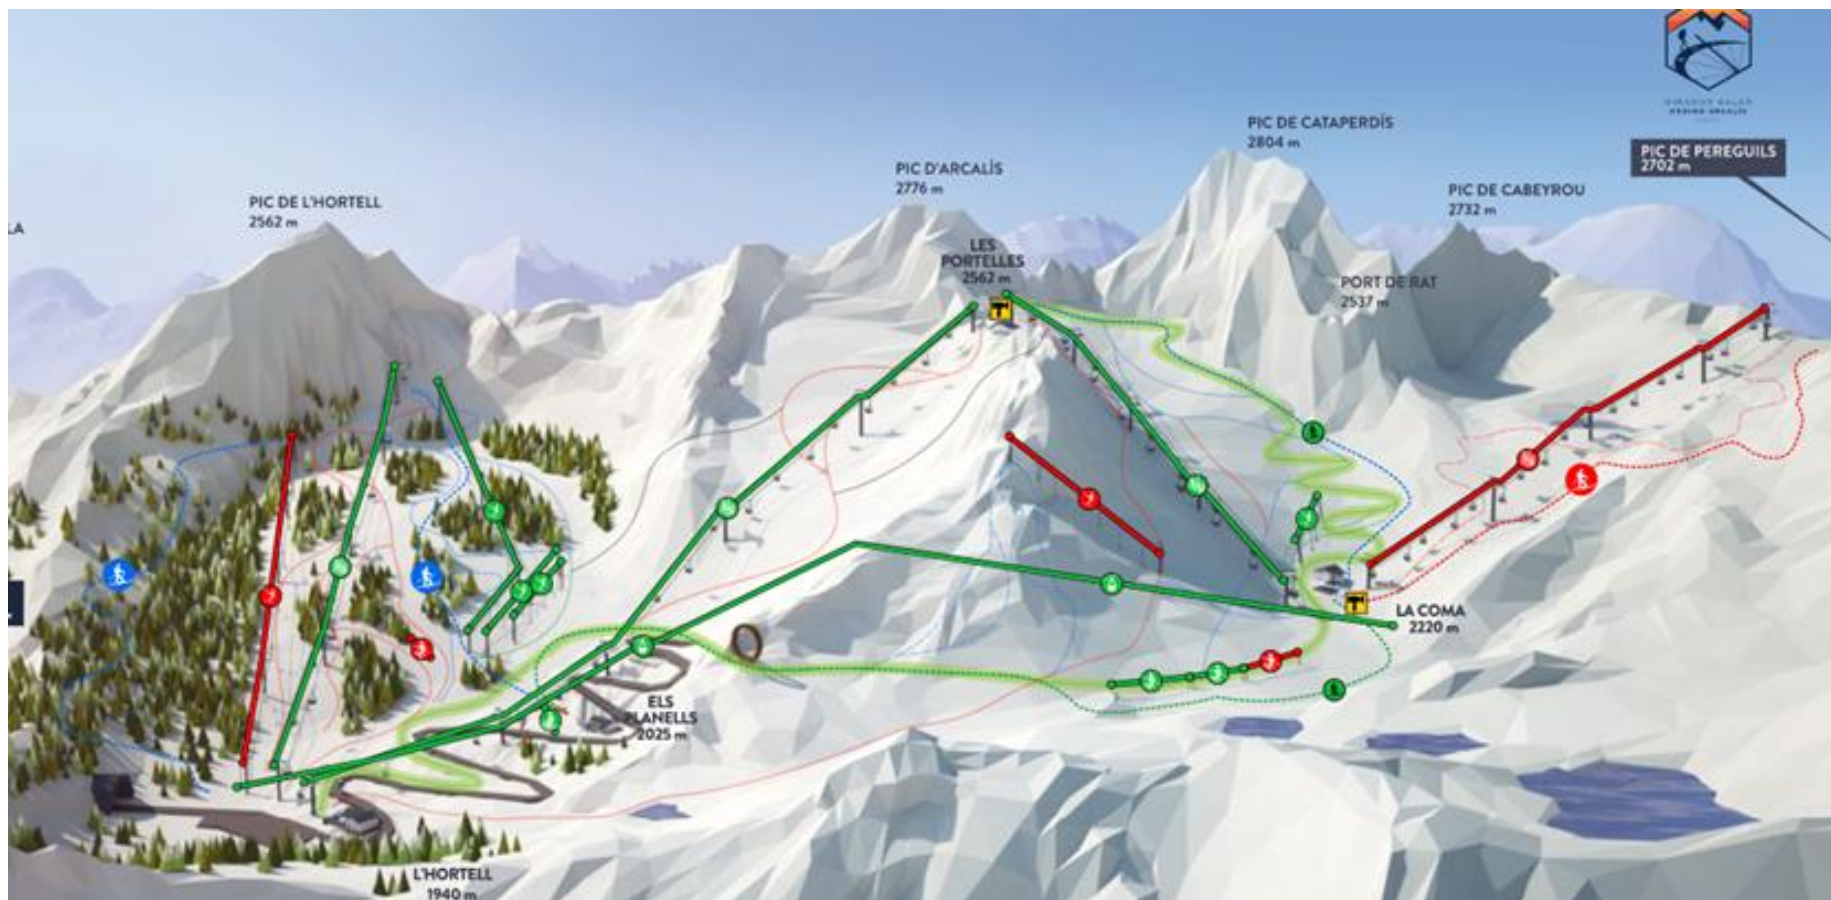 LA
PIC DE L'HORTELL
2562 m
PIC D'ARCALÍS
2776 m
LES
PORTELLES
2562 m
PIC DE CATAPERDÍS
2804 m
PORT DE RAT
2537 m
PIC DE CABEYROU
2732 m
PIC DE PEREGUILS
2702 m
LA COMA
2220 m
ELS
PLANELLS
2025 m
L'HORTELL
1940 m